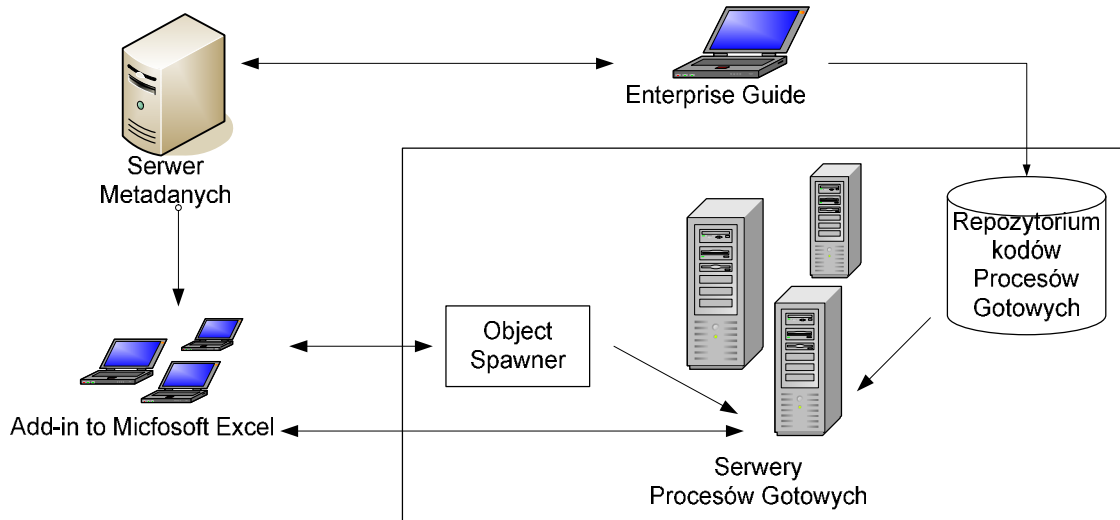 Enterprise Guide
Serwer
Metadanych
Repozytorium
kodów
Procesów
Gotowych
Object
Spawner
Add-in to Micfosoft Excel
Serwery
Procesów Gotowych